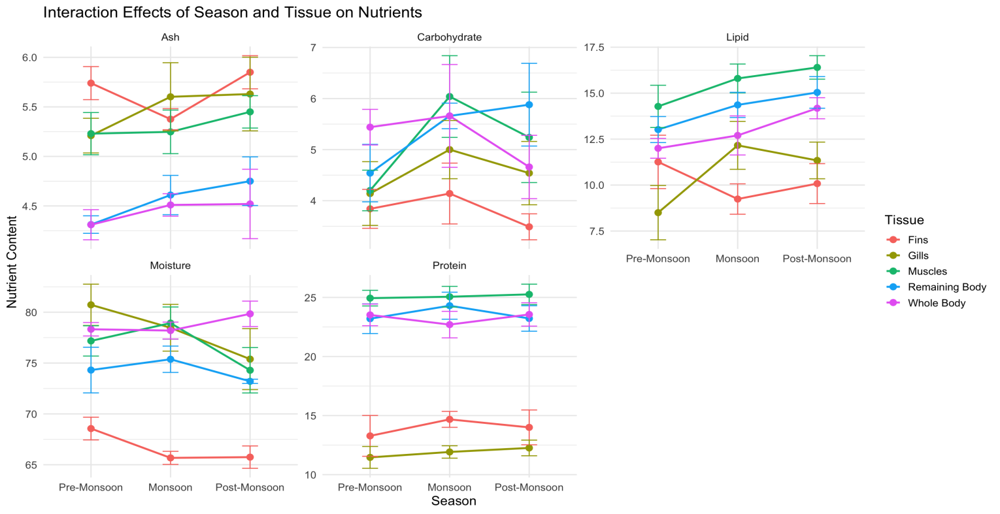 Interaction Effects of Season and Tissue on Nutrients
Ash
Carbohydrate
Lipid
6.0
5.5
5.0
4.5
7
6
5
4
17.5
15.0
12.5
10.0
7.5
Pre-Monsoon Monsoon Post-Monsoon
Nutrient Content
Moisture
Protein
80
75
70
65
25
20
15
10
Pre-Monsoon Monsoon Post-Monsoon
Pre-Monsoon Monsoon Post-Monsoon
Season
Tissue
Fins
Gills
Muscles
Remaining Body
Whole Body